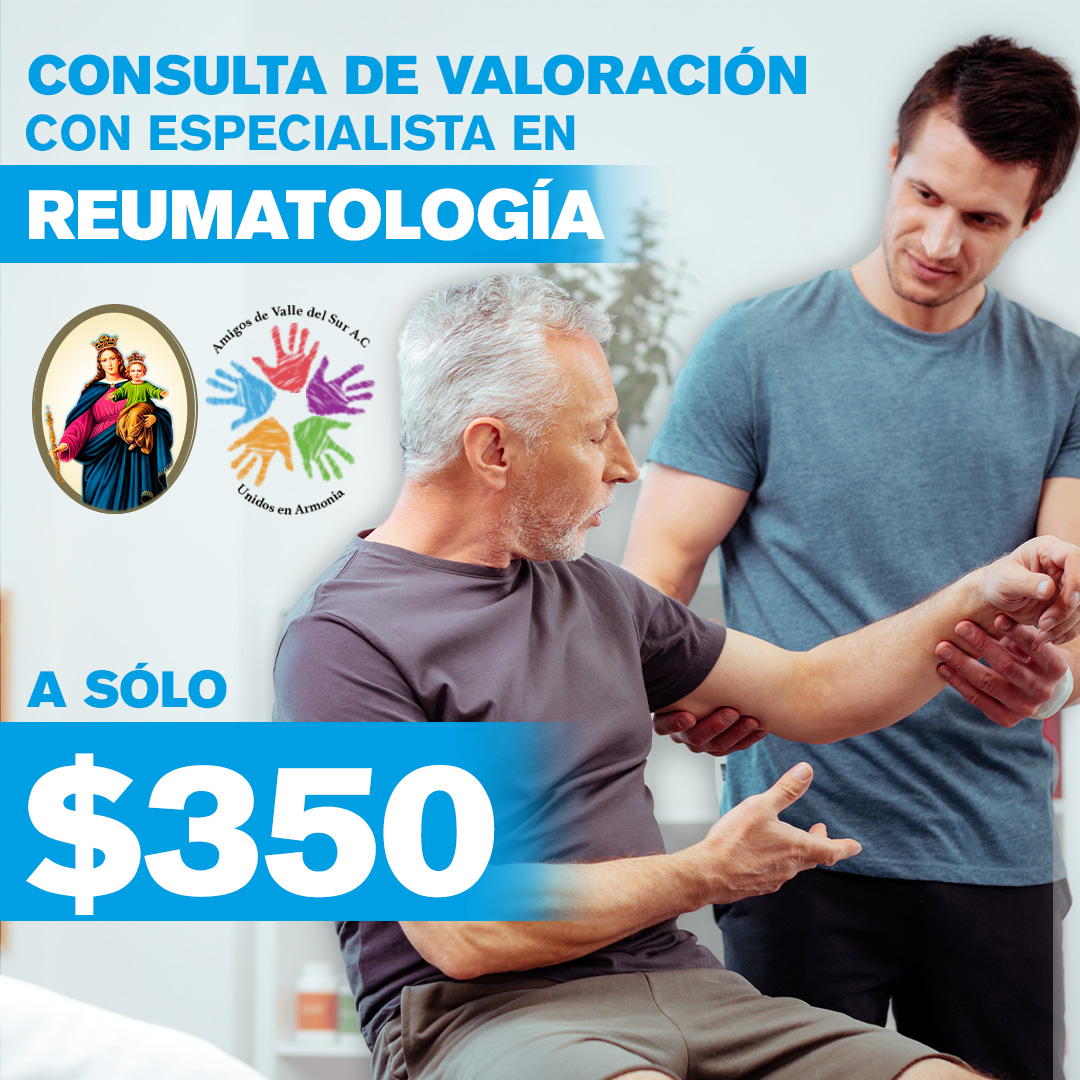 CONSULTA DE VALORACIÓN
CON ESPECIALISTA EN
REUMATOLOGÍA
Amigos de Valle del Sur A.C
Unidos en Armonía
A SÓLO
$350